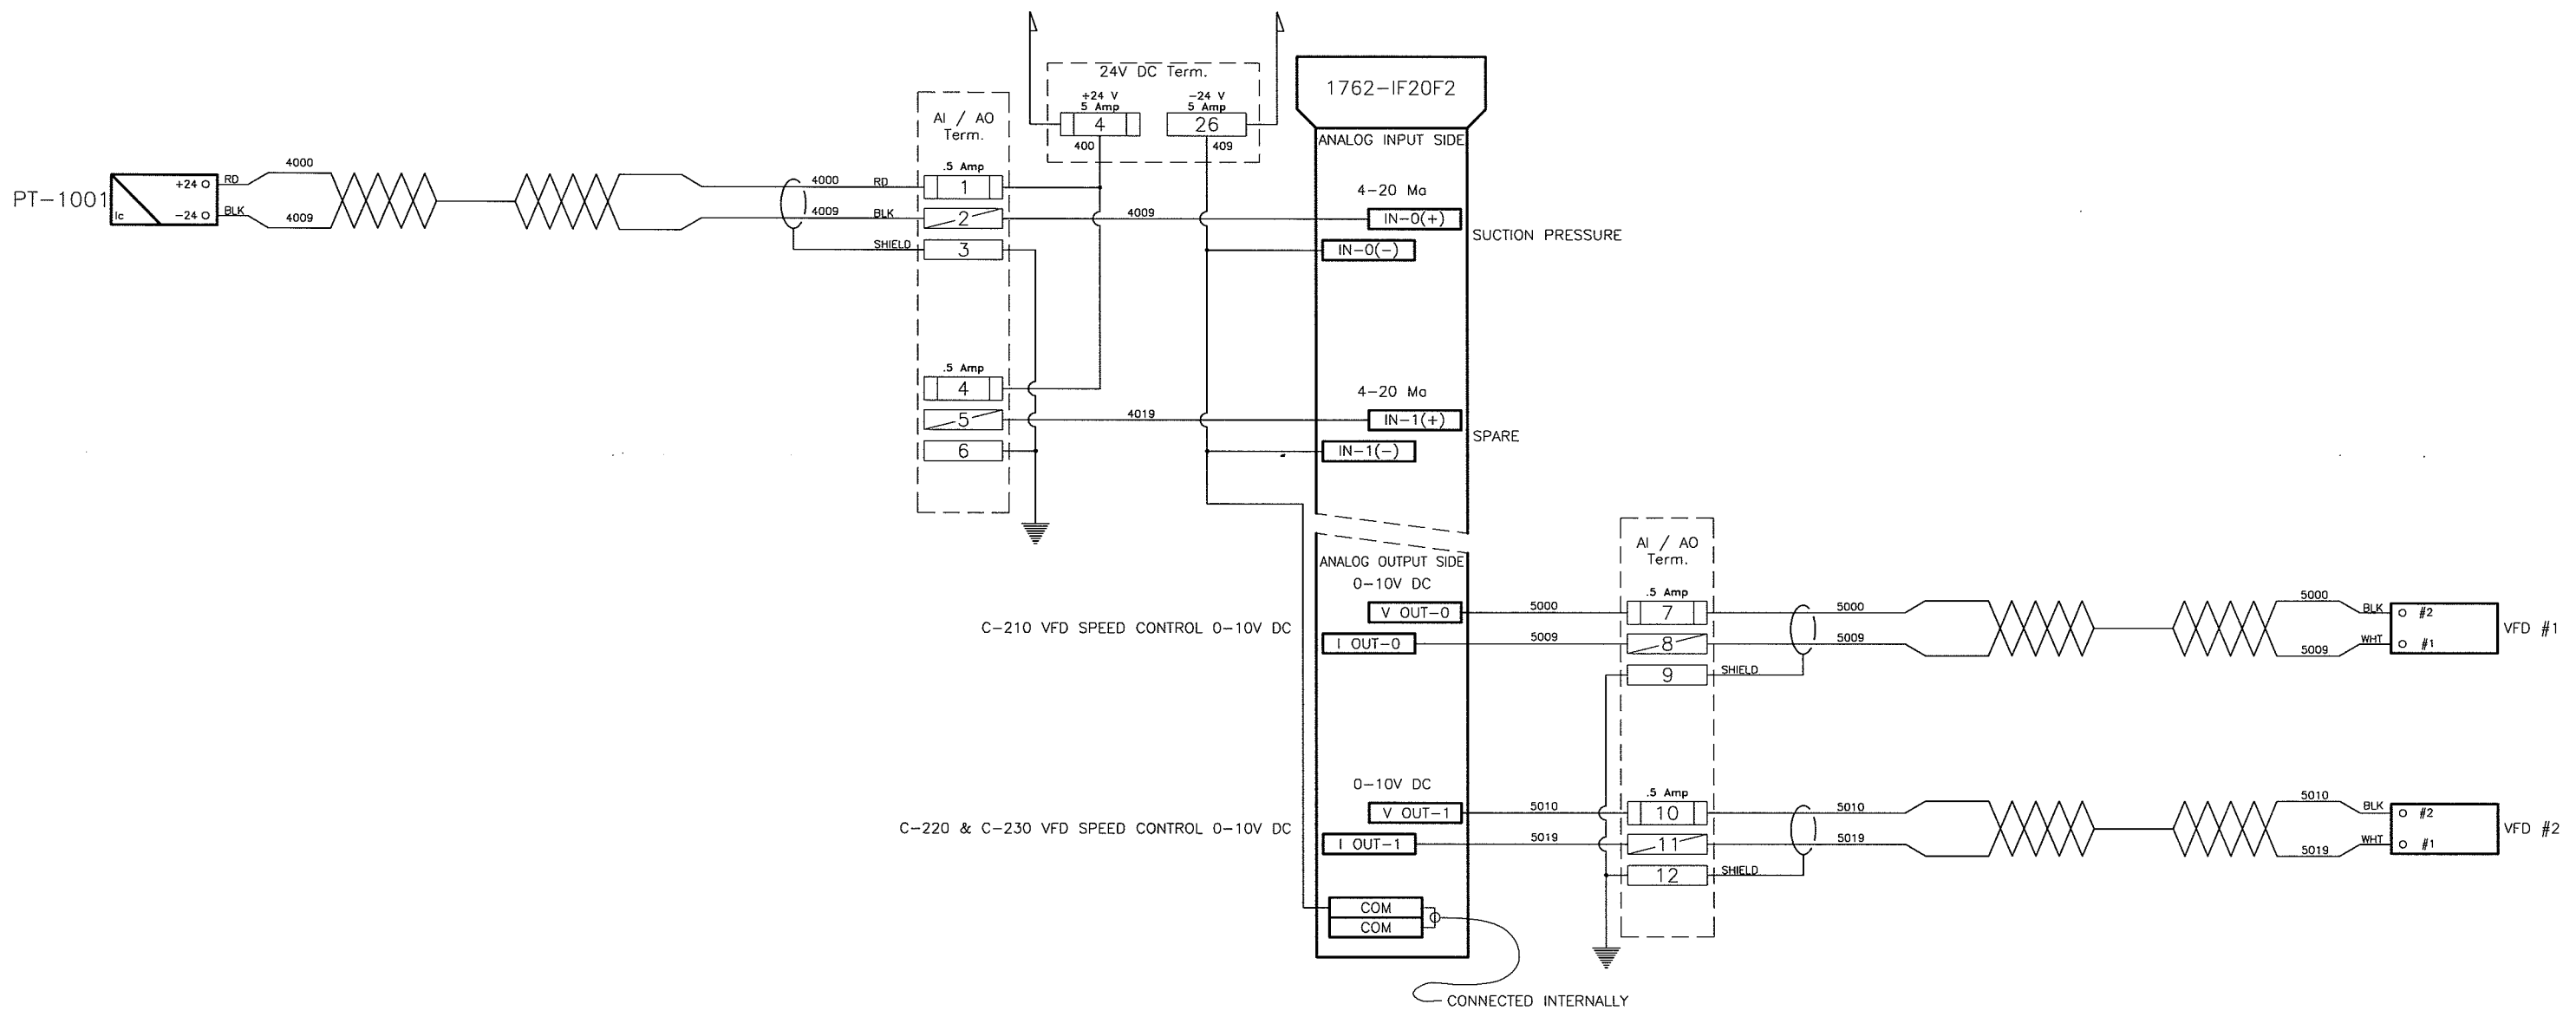 24V DC Term.
+24 V
5 Amp
4
400
-24 V
5 Amp
26
409
1762-IF20F2
AI / AO
Term.
ANALOG INPUT SIDE
PT-1001
+24
-24
Ic
RD
BLK
4000
4009
4000
RD
4009
BLK
SHIELD
.5 Amp
1
2
3
4009
4-20 Ma
IN-0(+)
IN-0(-)
SUCTION PRESSURE
.5 Amp
4
5
6
4019
4-20 Ma
IN-1(+)
IN-1(-)
SPARE
ANALOG OUTPUT SIDE
0-10V DC
V OUT-0
I OUT-0
C-210 VFD SPEED CONTROL 0-10V DC
5000
5009
AI / AO
Term.
.5 Amp
7
8
9
5000
5009
SHIELD
5000
5009
BLK
WHT
#2
#1
VFD #1
0-10V DC
V OUT-1
I OUT-1
C-220 & C-230 VFD SPEED CONTROL 0-10V DC
5010
5019
.5 Amp
10
11
12
5010
5019
SHIELD
5010
5019
BLK
WHT
#2
#1
VFD #2
COM
COM
CONNECTED INTERNALLY